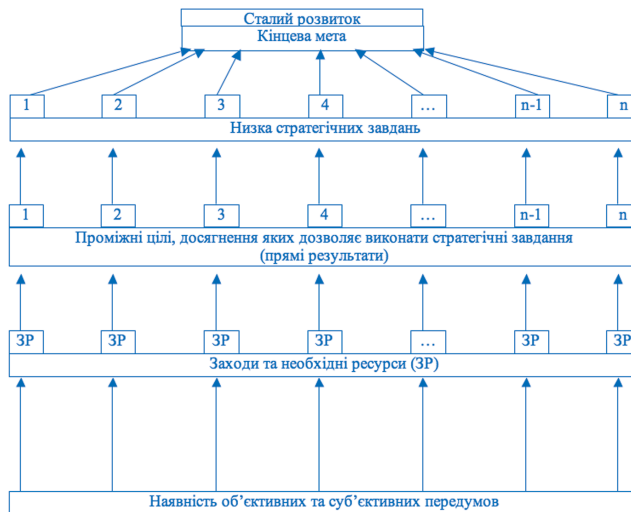 Сталий розвиток
Кінцева мета
1 2 3 4 … n-1 n
Низка стратегічних завдань
1 2 3 4 … n-1 n
Проміжні цілі, досягнення яких дозволяє виконати стратегічні завдання
(прямі результати)
ЗР ЗР ЗР ЗР … ЗР ЗР
Заходи та необхідні ресурси (ЗР)
Наявність об’єктивних та суб’єктивних передумов